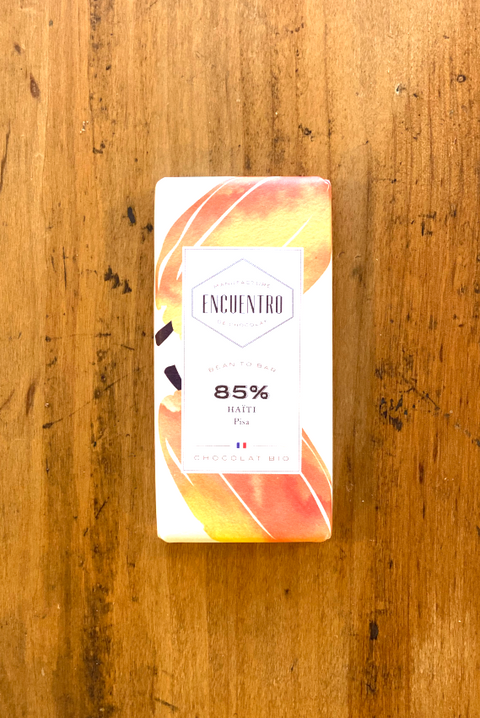 MANUFACTURE
ENCUENTRO
DE CHOCOLAT
BEAN TO BAR
85%
HAÏTI
Pisa
CHOCOLAT BIO